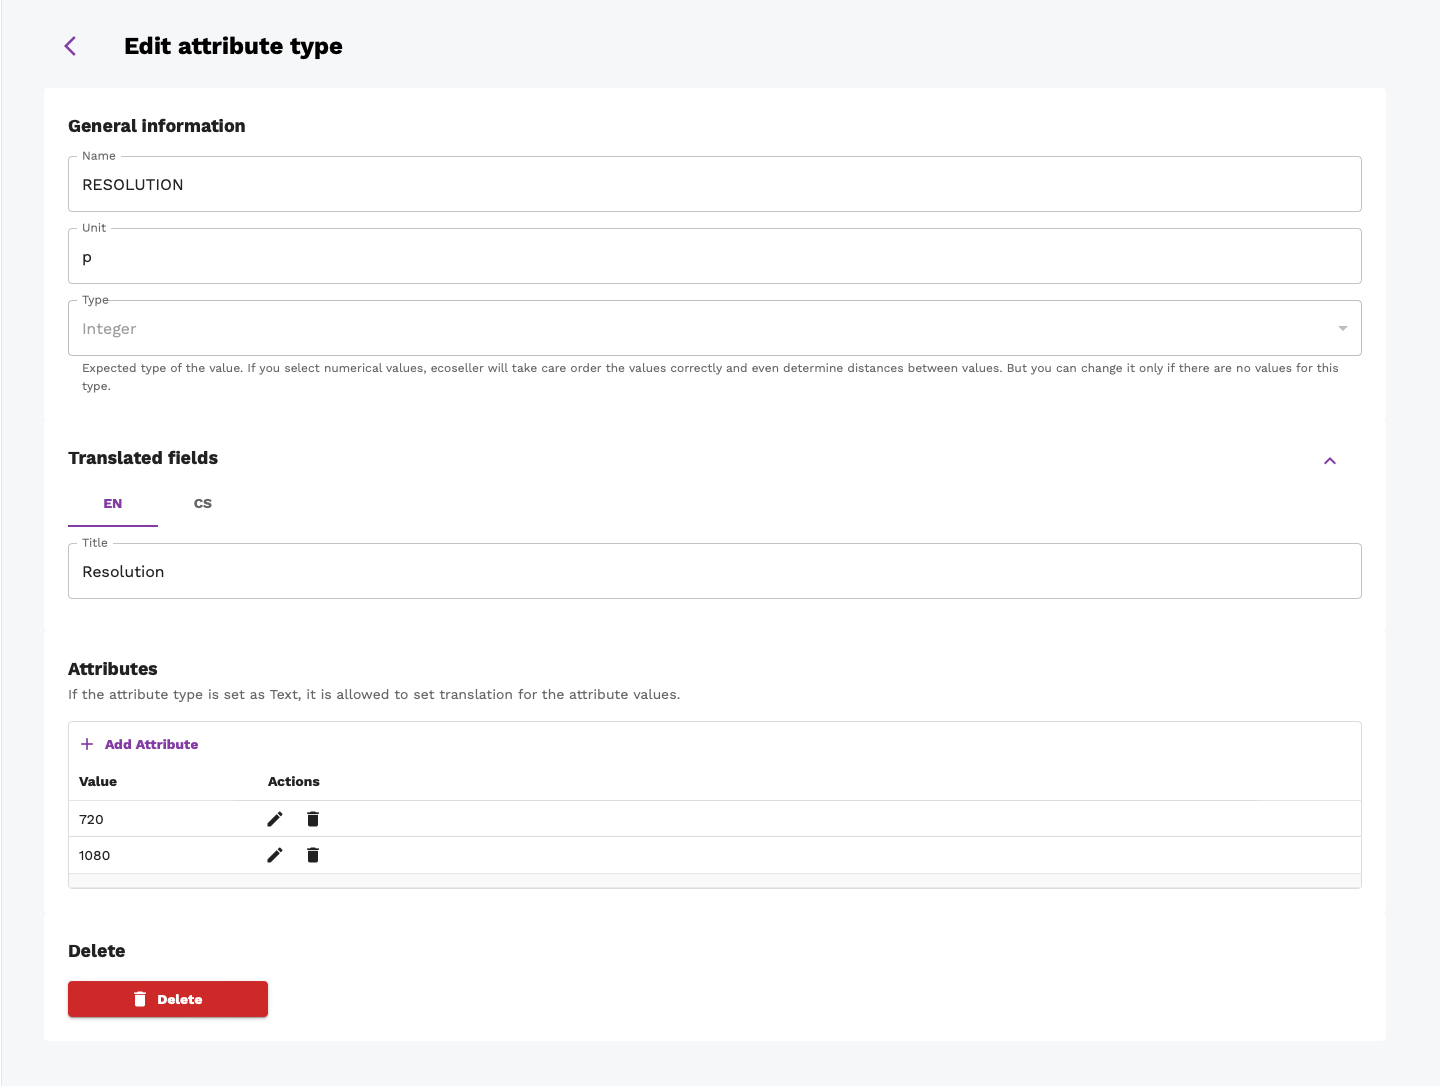 Edit attribute type
General information
Name
RESOLUTION
Unit
p
Type
Integer
Expected type of the value. If you select numerical values, ecoseller will take care order the values correctly and even determine distances between values. But you can change it only if there are no values for this
type.
Translated fields
EN CS
Title
Resolution
Attributes
If the attribute type is set as Text, it is allowed to set translation for the attribute values.
Add Attribute
Value Actions
720
1080
Delete
Delete